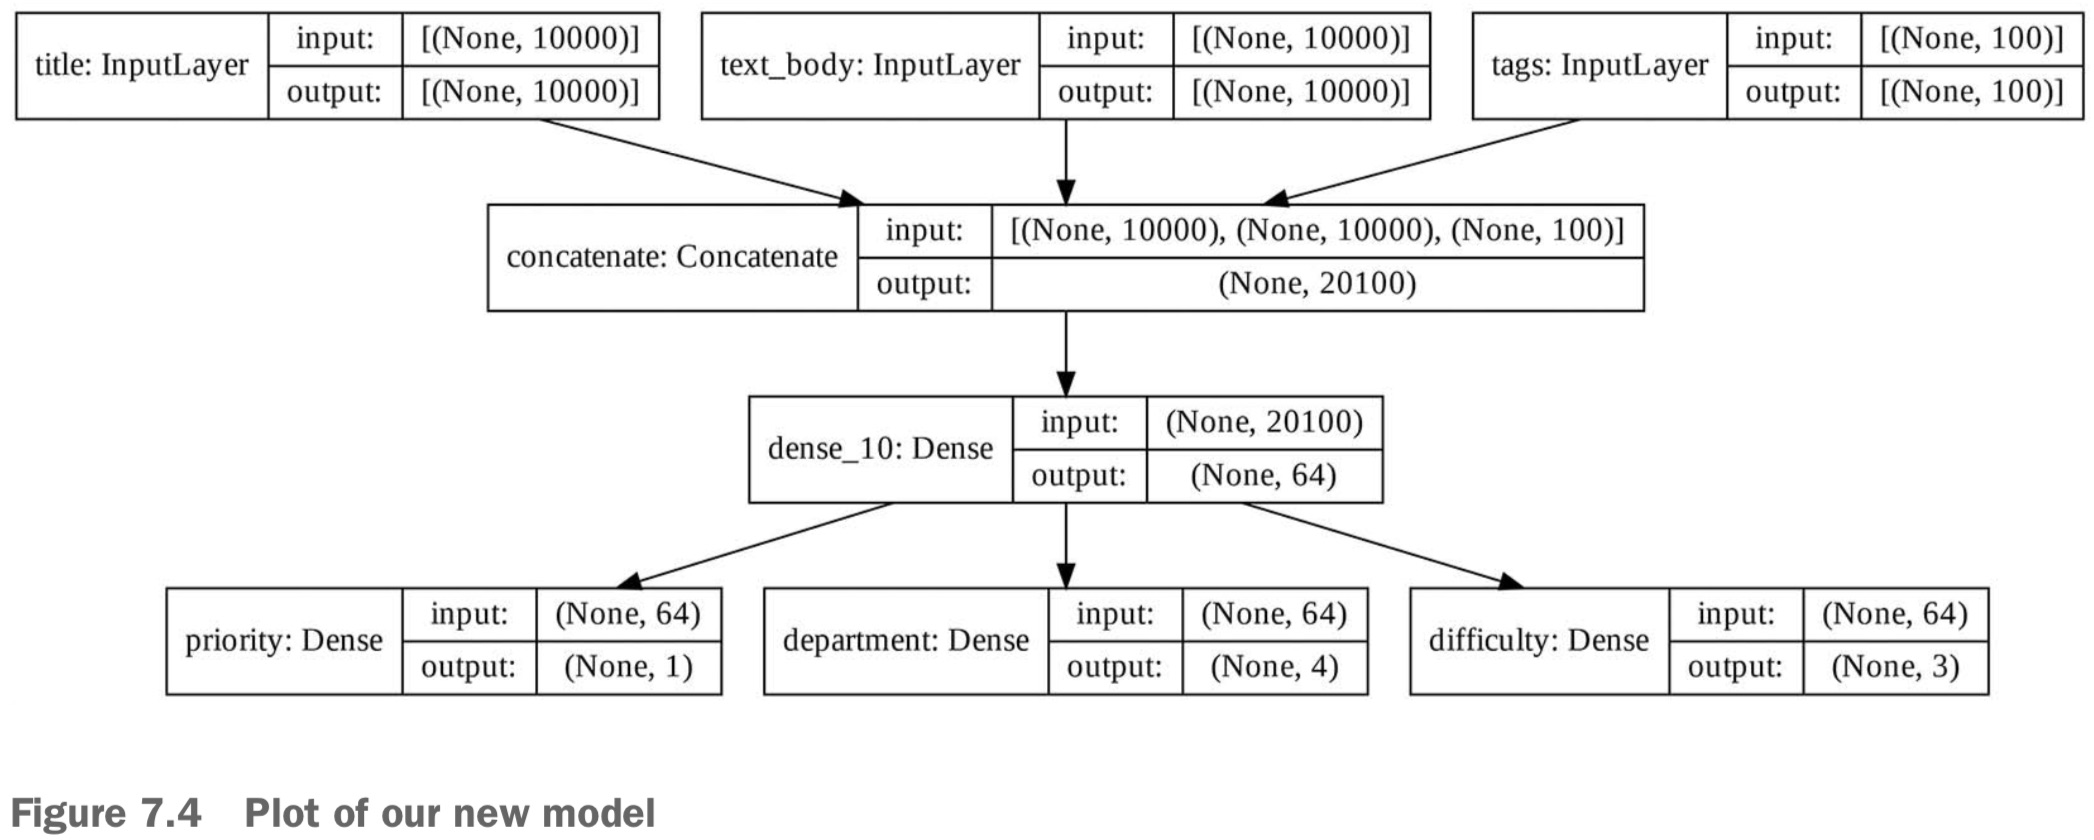 title: InputLayer input: [(None, 10000)]
output: [(None, 10000)]
text_body: InputLayer input: [(None, 10000)]
output: [(None, 10000)]
tags: InputLayer input: [(None, 100)]
output: [(None, 100)]
concatenate: Concatenate input: [(None, 10000), (None, 10000), (None, 100)]
output: (None, 20100)
dense_10: Dense input: (None, 20100)
output: (None, 64)
priority: Dense input: (None, 64)
output: (None, 1)
department: Dense input: (None, 64)
output: (None, 4)
difficulty: Dense input: (None, 64)
output: (None, 3)
Figure 7.4 Plot of our new model